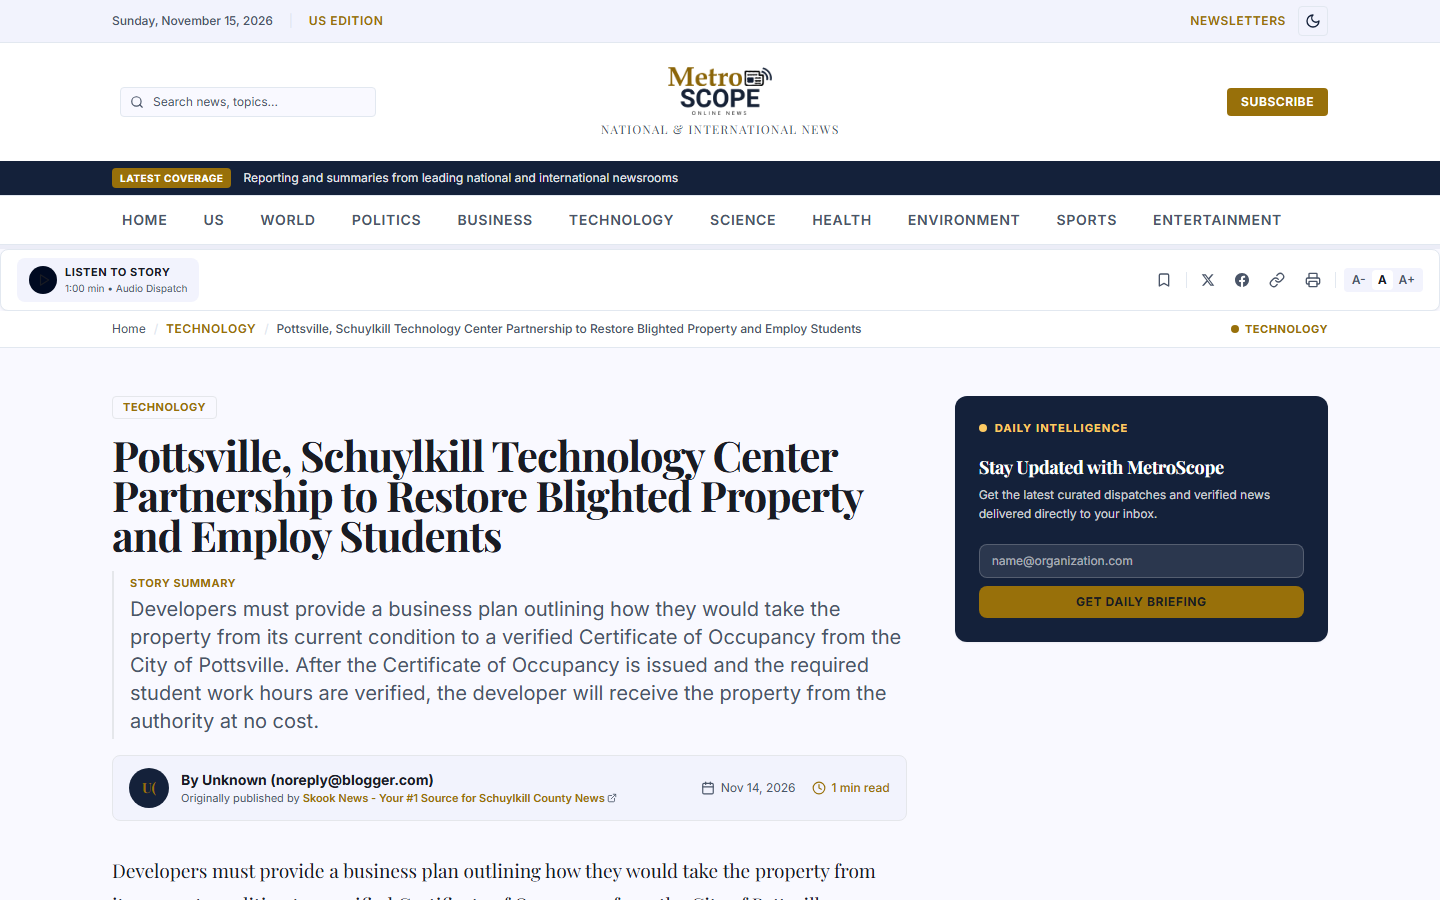 Sunday, November 15, 2026
US EDITION
NEWSLETTERS
Search news, topics...
Metro
SCOPE
ONLINE NEWS
NATIONAL & INTERNATIONAL NEWS
SUBSCRIBE
LATEST COVERAGE
Reporting and summaries from leading national and international newsrooms
HOME US WORLD POLITICS BUSINESS TECHNOLOGY SCIENCE HEALTH ENVIRONMENT SPORTS ENTERTAINMENT
LISTEN TO STORY
1:00 min • Audio Dispatch
A- A A+
Home / TECHNOLOGY / Pottsville, Schuylkill Technology Center Partnership to Restore Blighted Property and Employ Students
TECHNOLOGY
TECHNOLOGY
Pottsville, Schuylkill Technology Center
Partnership to Restore Blighted Property
and Employ Students
STORY SUMMARY
Developers must provide a business plan outlining how they would take the
property from its current condition to a verified Certificate of Occupancy from the
City of Pottsville. After the Certificate of Occupancy is issued and the required
student work hours are verified, the developer will receive the property from the
authority at no cost.
U(
By Unknown (noreply@blogger.com)
Originally published by Skook News - Your #1 Source for Schuylkill County News
Nov 14, 2026
1 min read
Developers must provide a business plan outlining how they would take the property from
DAILY INTELLIGENCE
Stay Updated with MetroScope
Get the latest curated dispatches and verified news
delivered directly to your inbox.
name@organization.com
GET DAILY BRIEFING